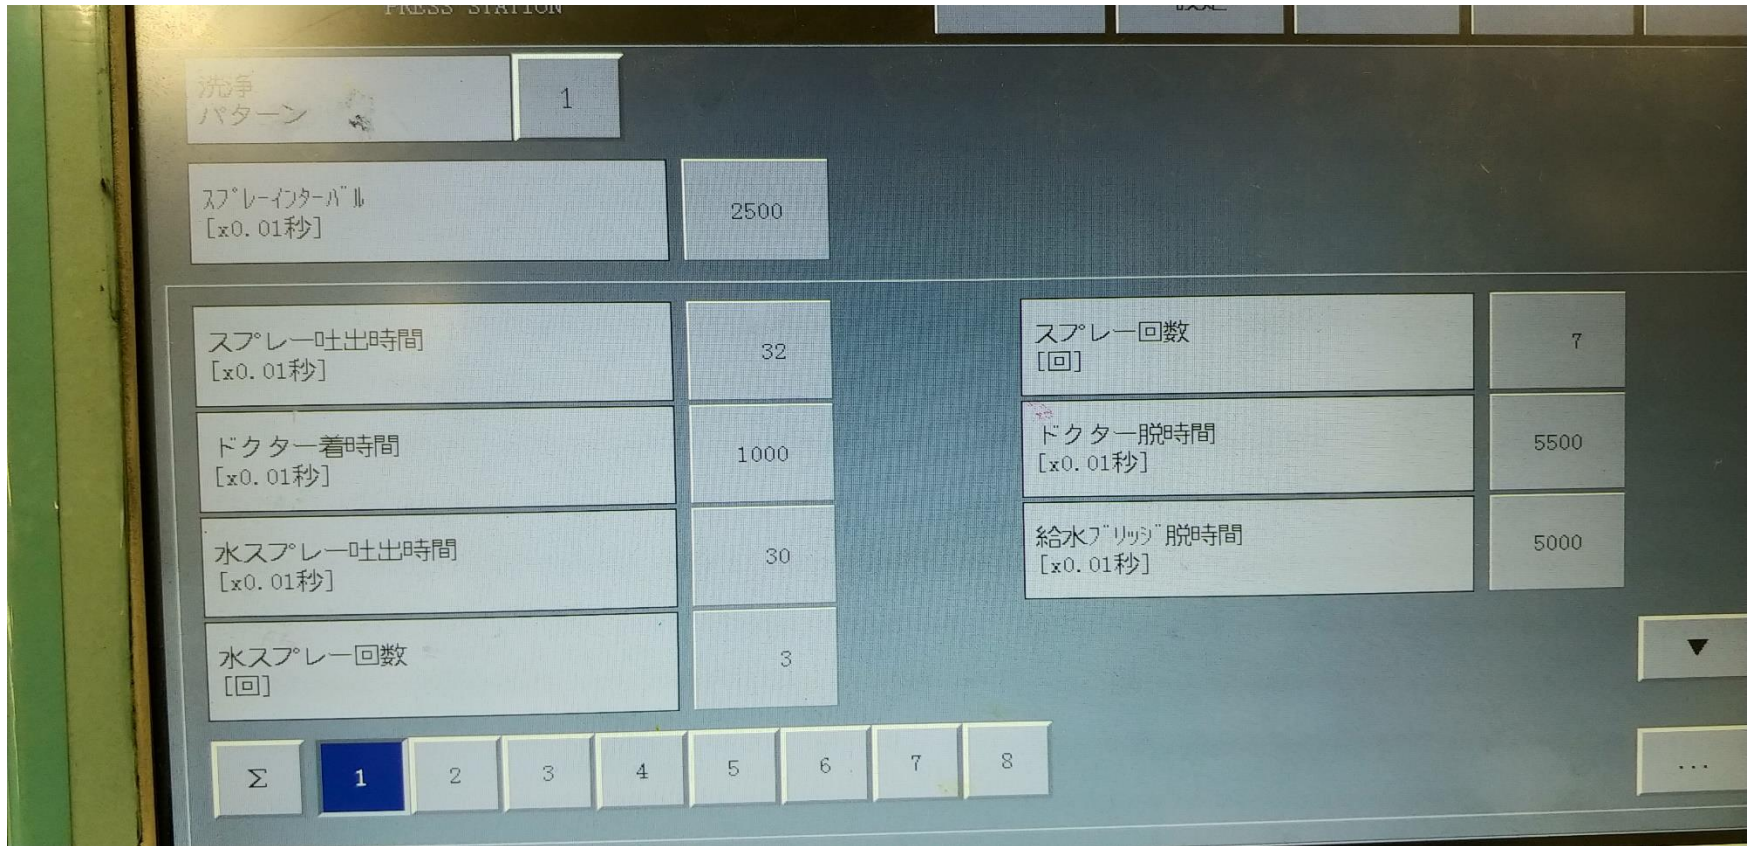 PRESS STATION
設定
洗浄
パターン
1
スプレーインターバル
[x0.01秒]
2500
スプレー吐出時間
[x0.01秒]
32
スプレー回数
[回]
7
ドクター着時間
[x0.01秒]
1000
ドクター脱時間
[x0.01秒]
5500
水スプレー吐出時間
[x0.01秒]
30
給水ブリッジ脱時間
[x0.01秒]
5000
水スプレー回数
[回]
3
▼
Σ 1 2 3 4 5 6 7 8
...